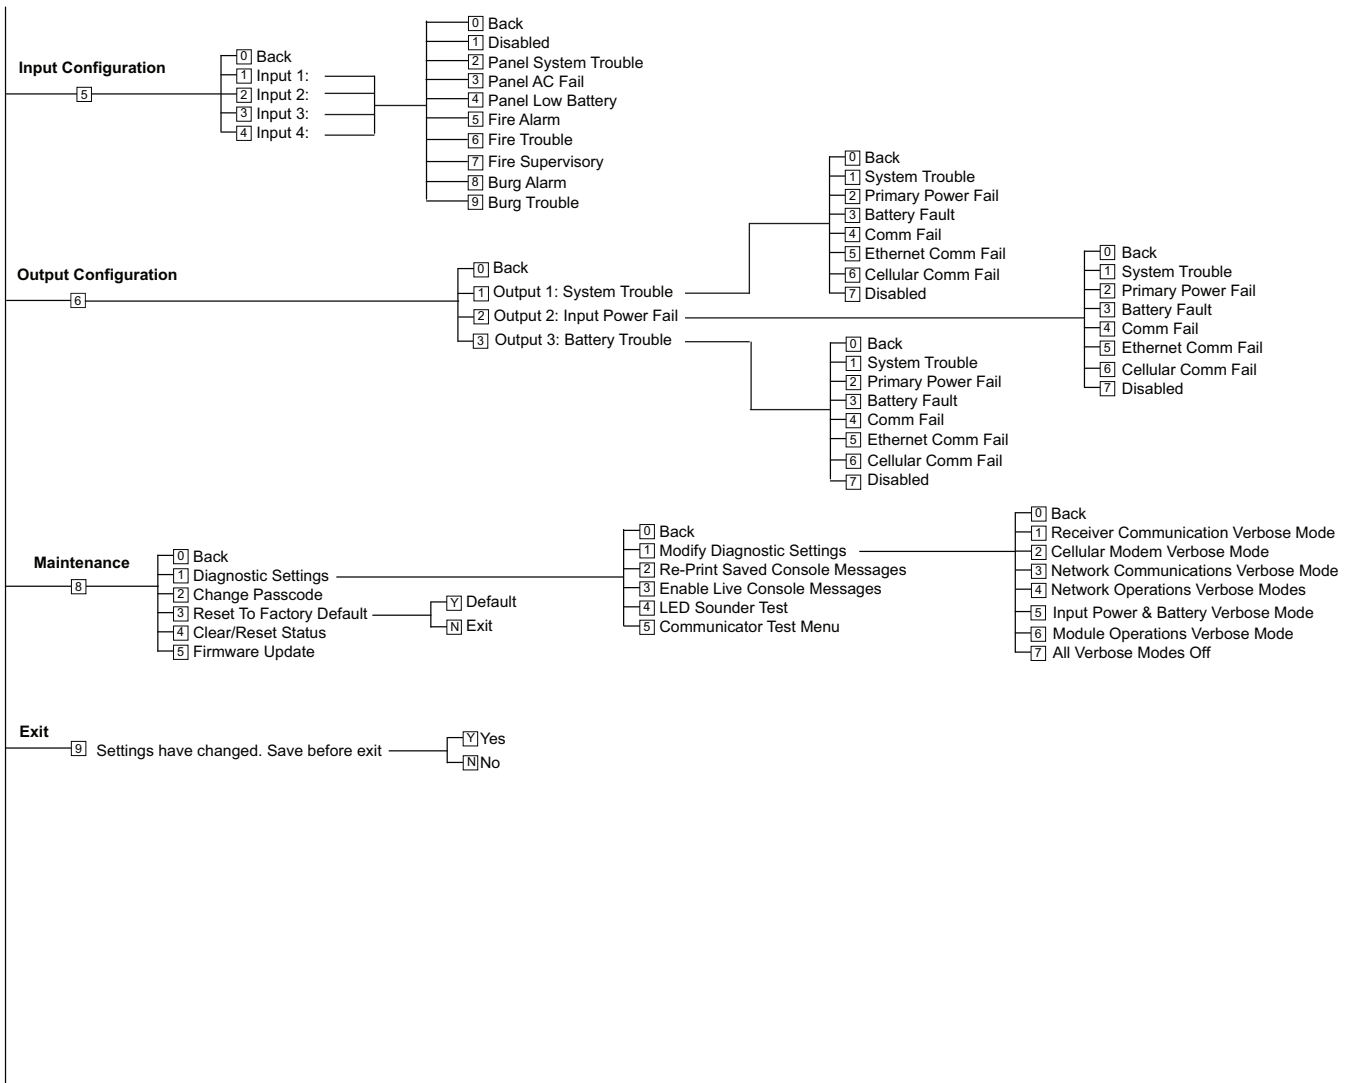 Input Configuration
5
0 Back
1 Input 1:
2 Input 2:
3 Input 3:
4 Input 4:
0 Back
1 Disabled
2 Panel System Trouble
3 Panel AC Fail
4 Panel Low Battery
5 Fire Alarm
6 Fire Trouble
7 Fire Supervisory
8 Burg Alarm
9 Burg Trouble
Output Configuration
6
0 Back
1 Output 1: System Trouble
2 Output 2: Input Power Fail
3 Output 3: Battery Trouble
0 Back
1 System Trouble
2 Primary Power Fail
3 Battery Fault
4 Comm Fail
5 Ethernet Comm Fail
6 Cellular Comm Fail
7 Disabled
0 Back
1 System Trouble
2 Primary Power Fail
3 Battery Fault
4 Comm Fail
5 Ethernet Comm Fail
6 Cellular Comm Fail
7 Disabled
0 Back
1 System Trouble
2 Primary Power Fail
3 Battery Fault
4 Comm Fail
5 Ethernet Comm Fail
6 Cellular Comm Fail
7 Disabled
Maintenance
8
0 Back
1 Diagnostic Settings
2 Change Passcode
3 Reset To Factory Default
4 Clear/Reset Status
5 Firmware Update
Y Default
N Exit
0 Back
1 Modify Diagnostic Settings
2 Re-Print Saved Console Messages
3 Enable Live Console Messages
4 LED Sounder Test
5 Communicator Test Menu
0 Back
1 Receiver Communication Verbose Mode
2 Cellular Modem Verbose Mode
3 Network Communications Verbose Mode
4 Network Operations Verbose Modes
5 Input Power & Battery Verbose Mode
6 Module Operations Verbose Mode
7 All Verbose Modes Off
Exit
9 Settings have changed. Save before exit
Y Yes
N No